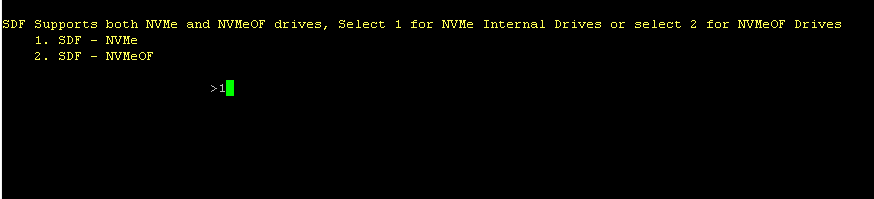 SDF Supports both NVMe and NVMeOF drives, Select 1 for NVMe Internal Drives or select 2 for NVMeOF Drives
1. SDF - NVMe
2. SDF - NVMeOF
>1